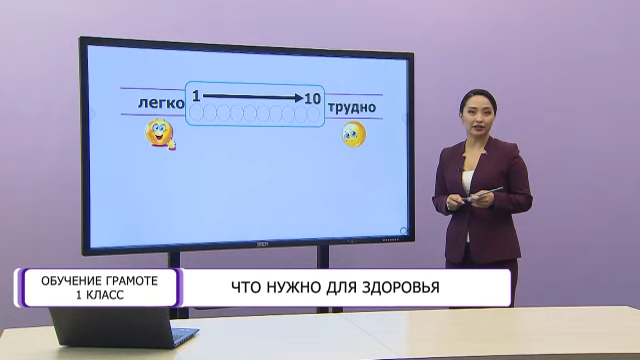 1 10
легко трудно
ОБУЧЕНИЕ ГРАМОТЕ
1 КЛАСС
ЧТО НУЖНО ДЛЯ ЗДОРОВЬЯ